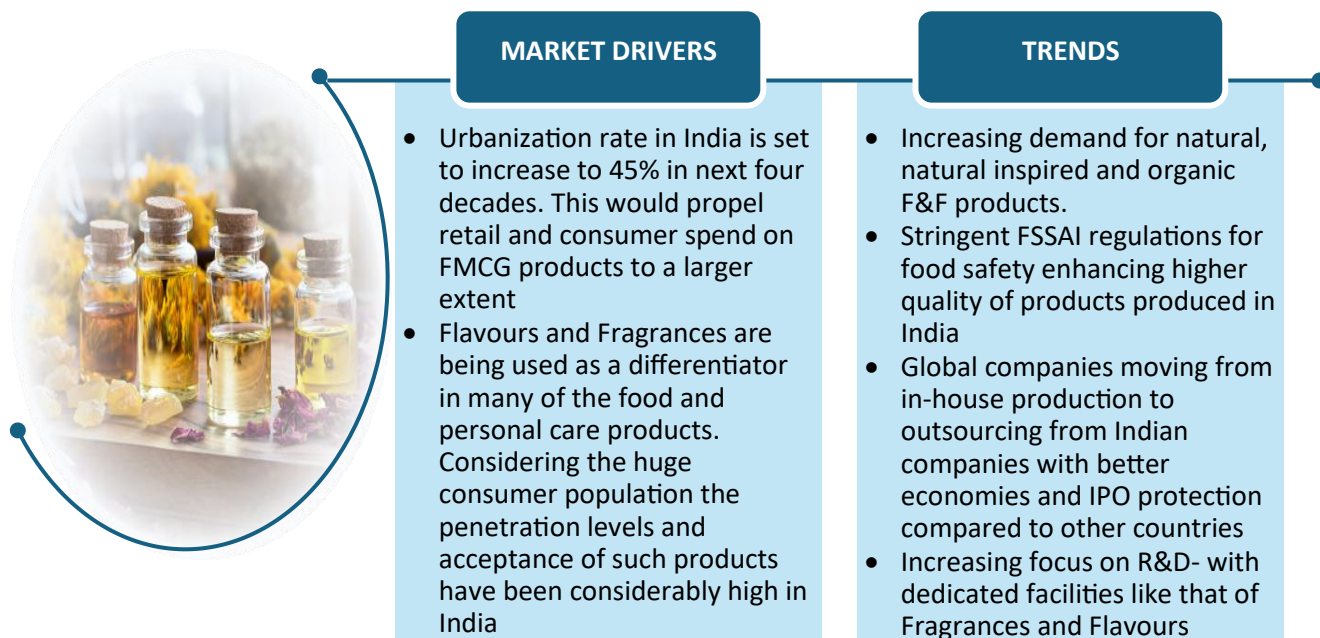 MARKET DRIVERS
• Urbanization rate in India is set
to increase to 45% in next four
decades. This would propel
retail and consumer spend on
FMCG products to a larger
extent
• Flavours and Fragrances are
being used as a differentiator
in many of the food and
personal care products.
Considering the huge
consumer population the
penetration levels and
acceptance of such products
have been considerably high in
India
TRENDS
• Increasing demand for natural,
natural inspired and organic
F&F products.
• Stringent FSSAI regulations for
food safety enhancing higher
quality of products produced in
India
• Global companies moving from
in-house production to
outsourcing from Indian
companies with better
economies and IPO protection
compared to other countries
• Increasing focus on R&D- with
dedicated facilities like that of
Fragrances and Flavours